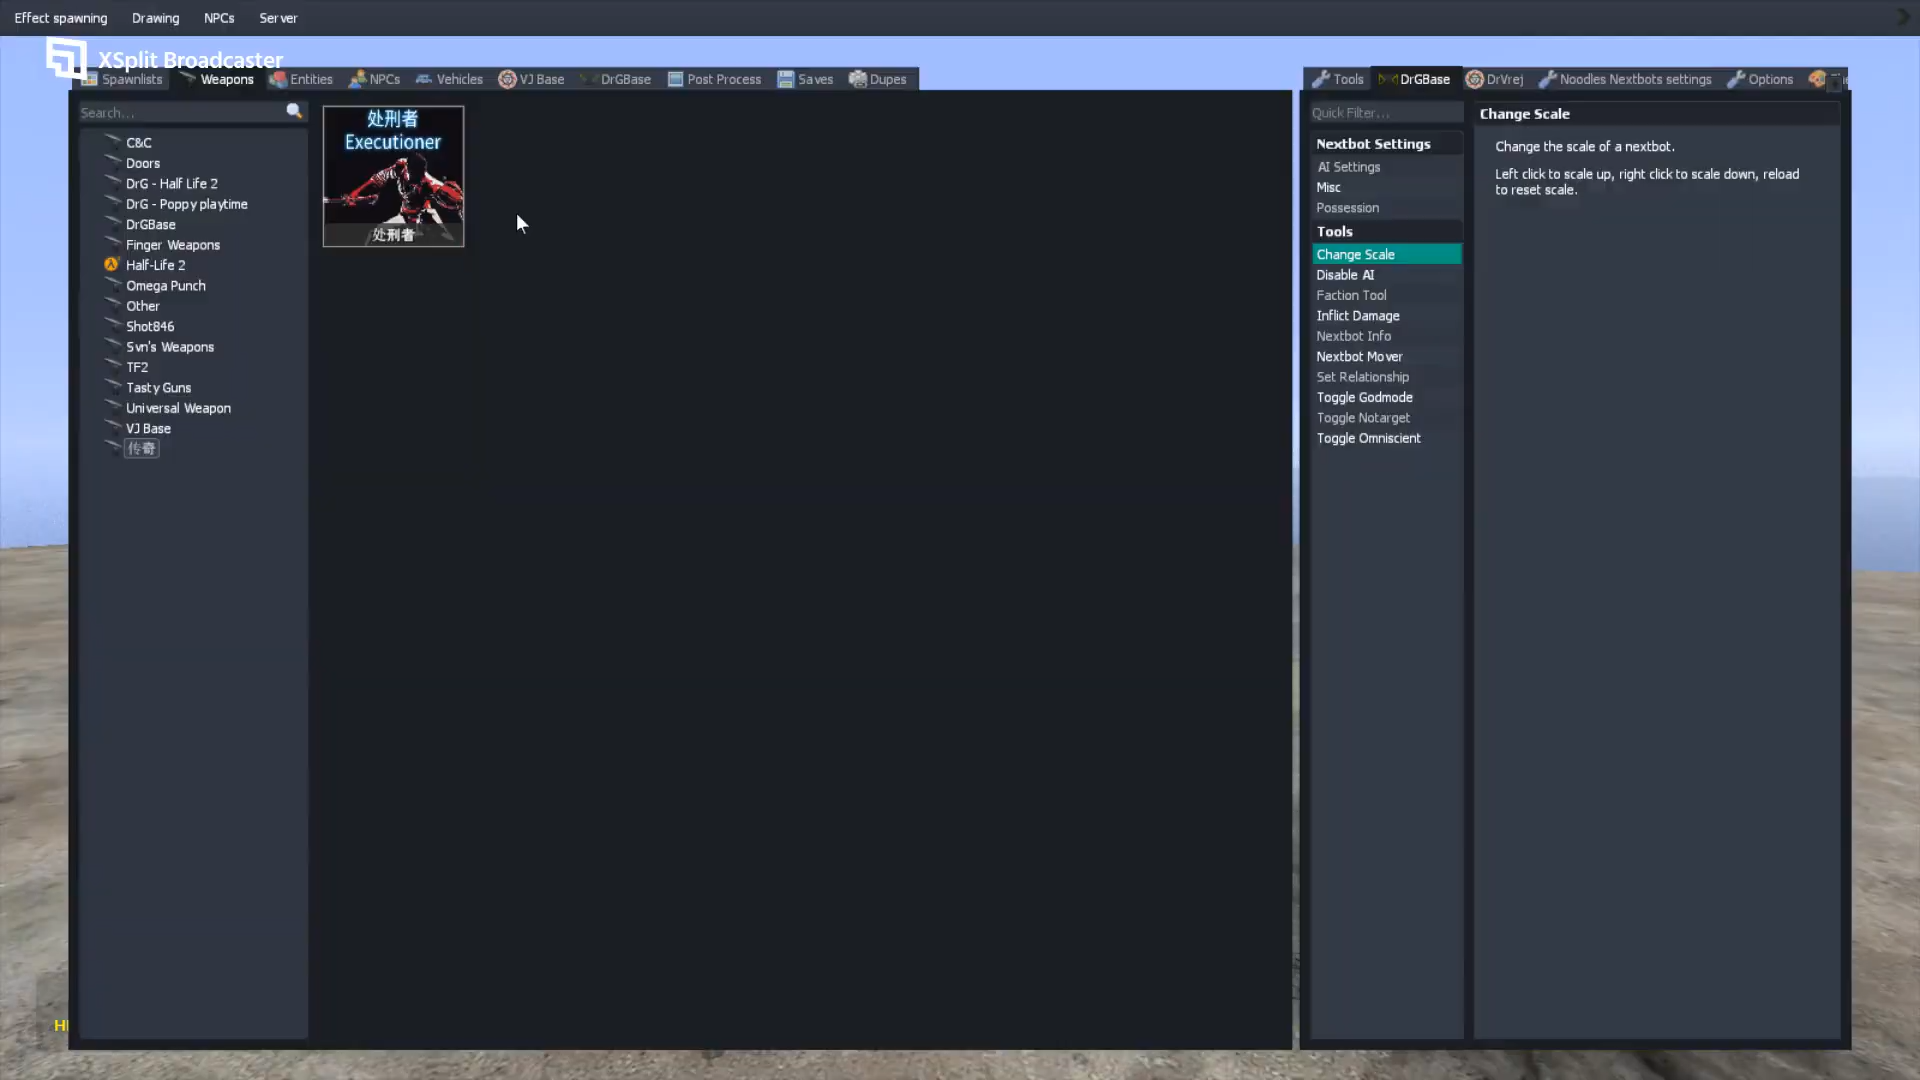 Effect spawning
Drawing
NPCs
Server
XSplit Broadcaster
Spawnlists
Weapons
Entities
NPCs
Vehicles
VJ Base
DrGBase
Post Process
Saves
Dupes
Search...
C&C
Doors
DrG - Half Life 2
DrG - Poppy playtime
DrGBase
Finger Weapons
Half-Life 2
Omega Punch
Other
Shot846
Svn's Weapons
TF2
Tasty Guns
Universal Weapon
VJ Base
传奇
处刑者
Executioner
处刑者
Tools
DrGBase
DrVrej
Noodles Nextbots settings
Options
Quick Filter...
Nextbot Settings
AI Settings
Misc
Possession
Tools
Change Scale
Disable AI
Faction Tool
Inflict Damage
Nextbot Info
Nextbot Mover
Set Relationship
Toggle Godmode
Toggle Notarget
Toggle Omniscient
Change Scale
Change the scale of a nextbot.
Left click to scale up, right click to scale down, reload
to reset scale.